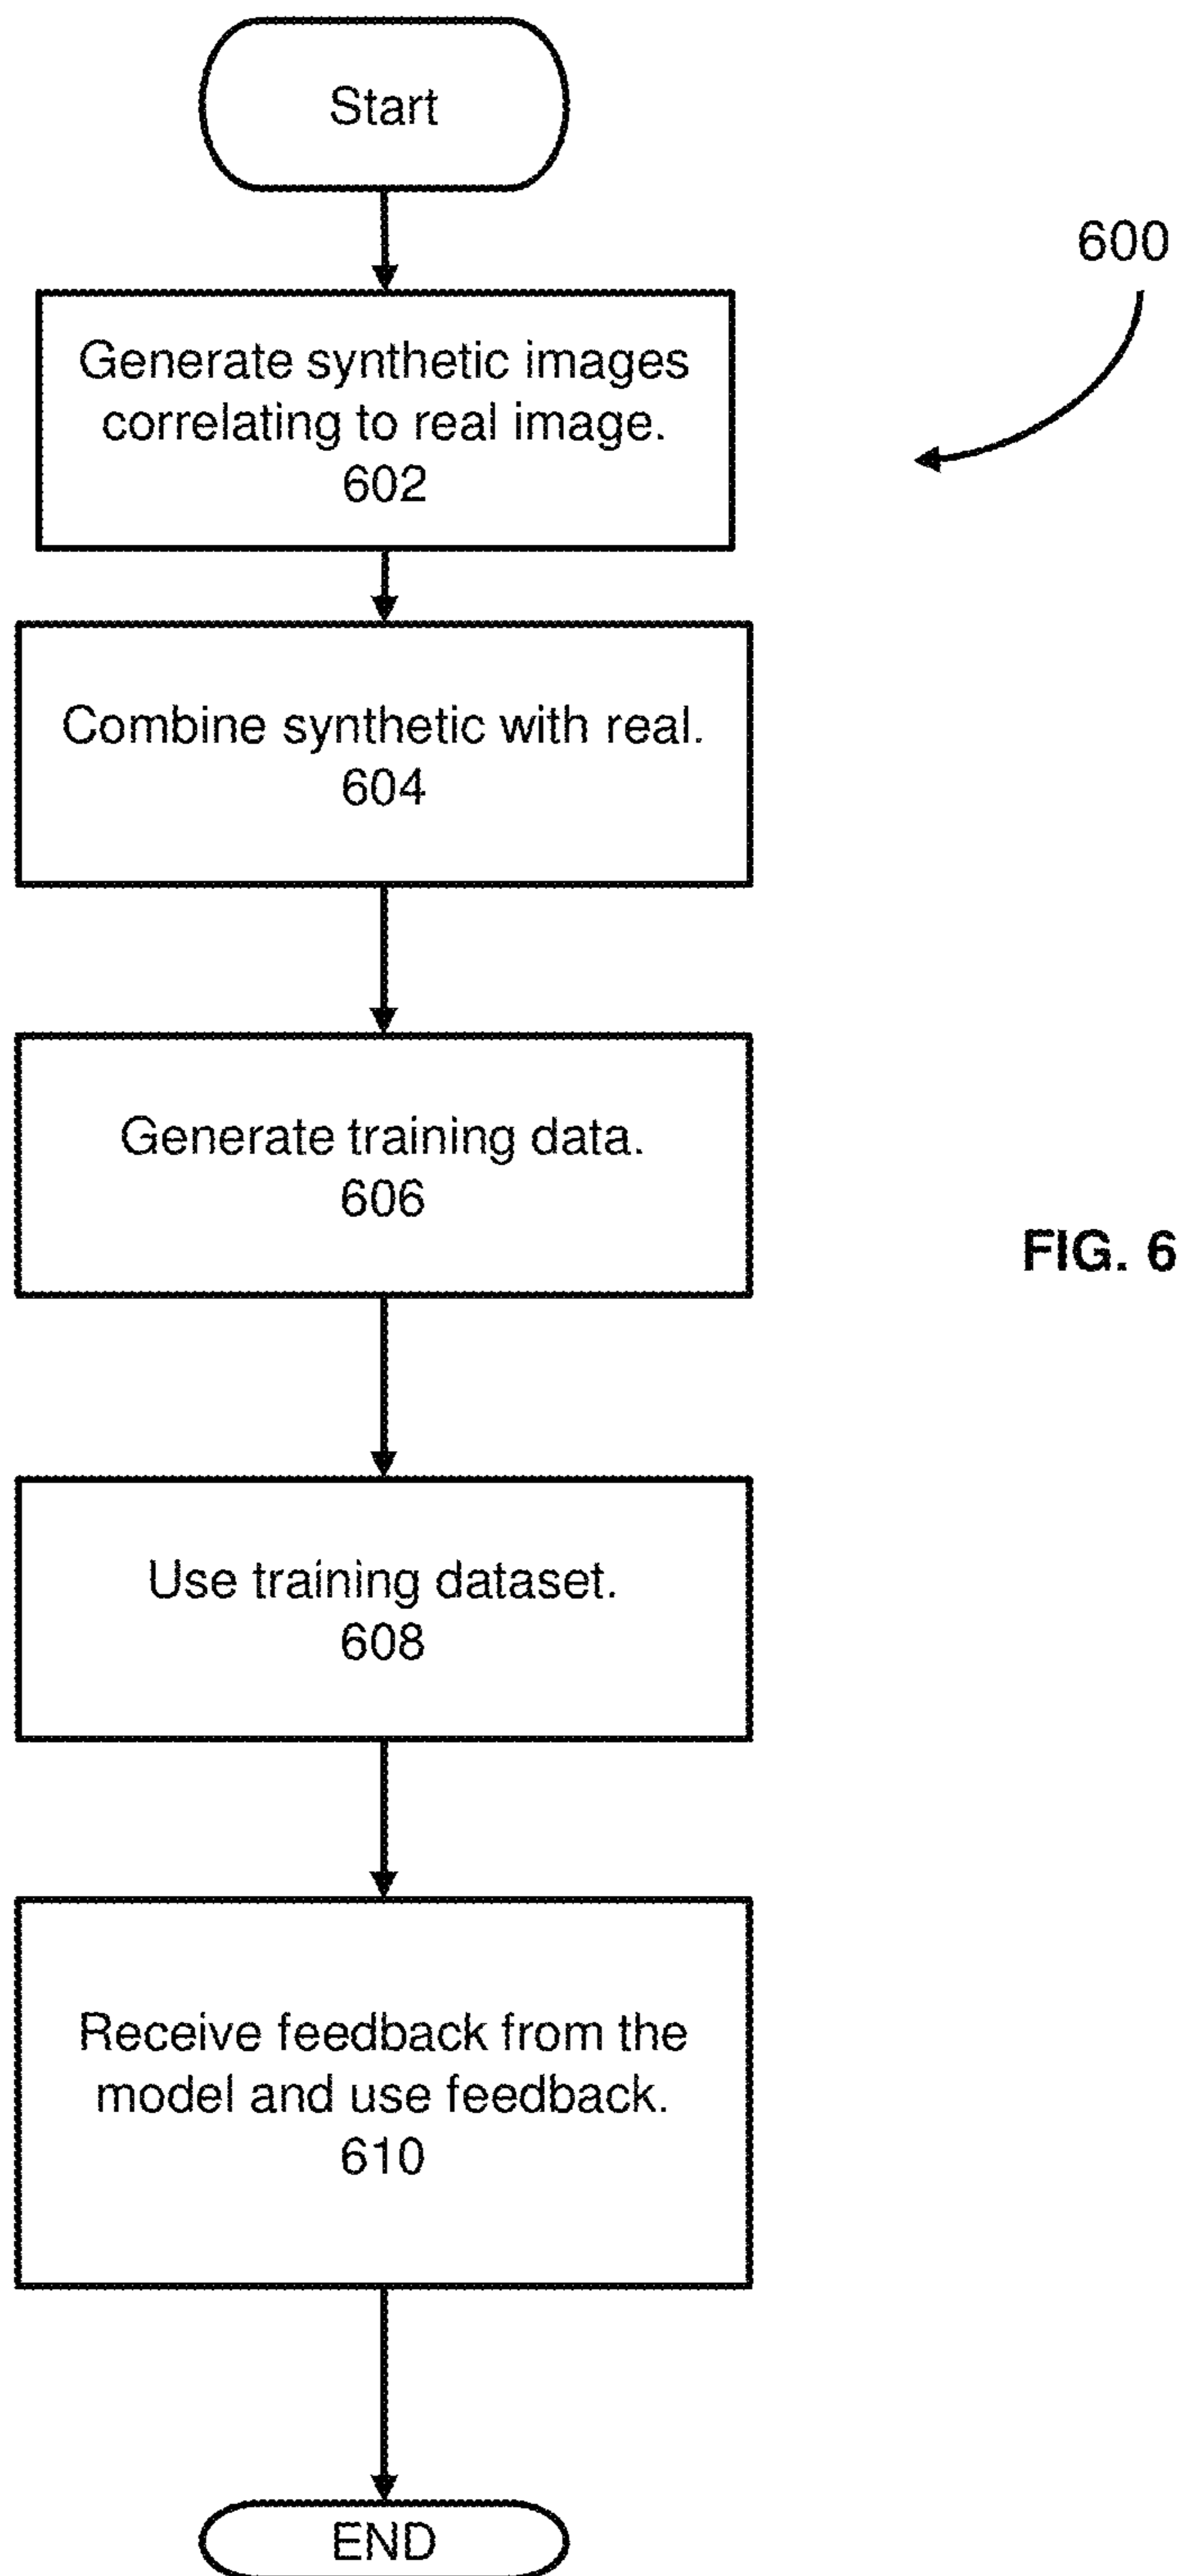 Start
600
Generate synthetic images
correlating to real image.
602
Combine synthetic with real.
604
Generate training data.
606
FIG. 6
Use training dataset.
608
Receive feedback from the
model and use feedback.
610
END